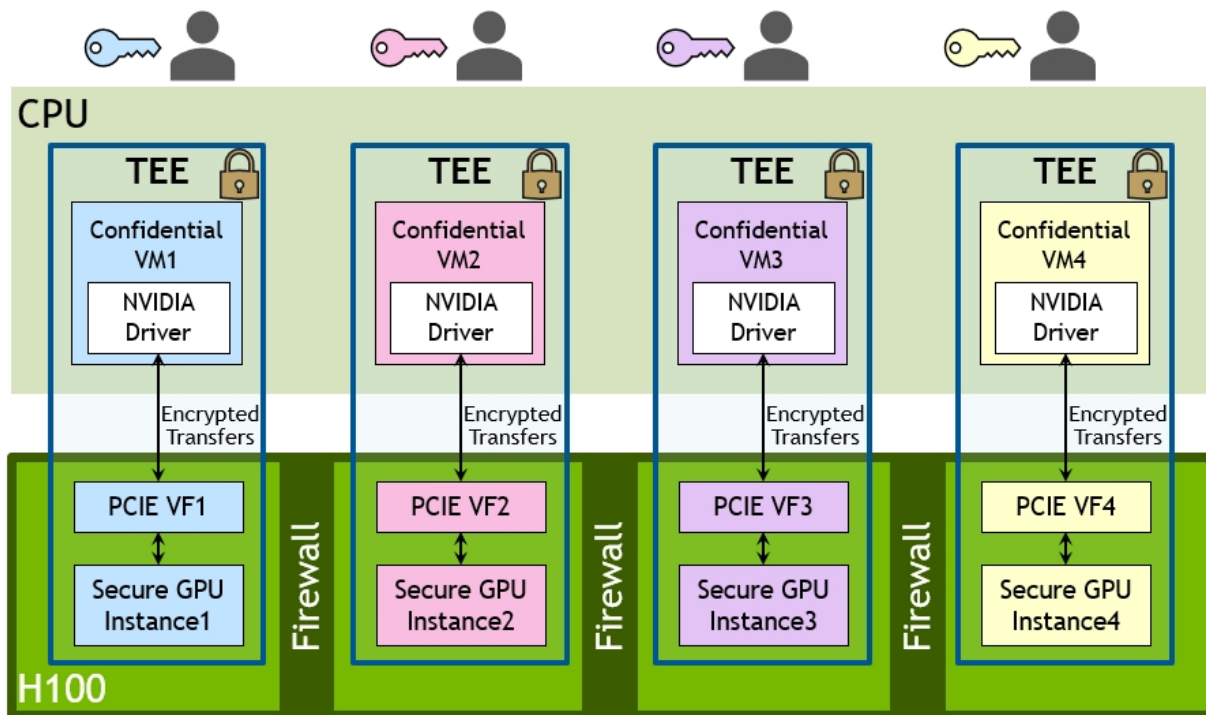 CPU
TEE
Confidential
VM1
NVIDIA
Driver
Encrypted
Transfers
PCIE VF1
Secure GPU
Instance1
Firewall
TEE
Confidential
VM2
NVIDIA
Driver
Encrypted
Transfers
PCIE VF2
Secure GPU
Instance2
Firewall
TEE
Confidential
VM3
NVIDIA
Driver
Encrypted
Transfers
PCIE VF3
Secure GPU
Instance3
Firewall
TEE
Confidential
VM4
NVIDIA
Driver
Encrypted
Transfers
PCIE VF4
Secure GPU
Instance4
H100